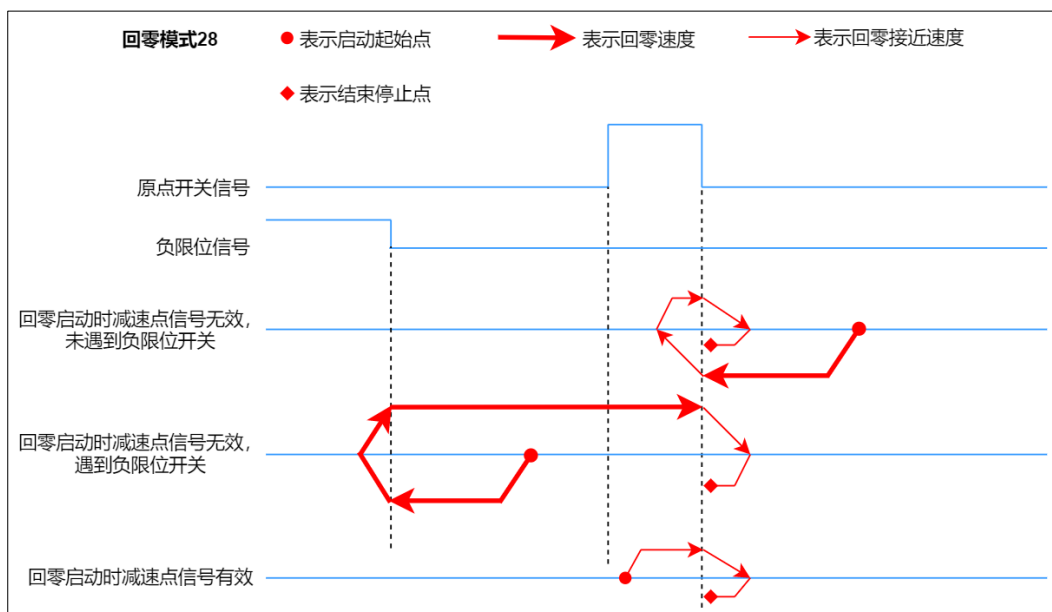 回零模式28
表示启动起始点
表示回零速度
表示回零接近速度
表示结束停止点
原点开关信号
负限位信号
回零启动时减速点信号无效，
未遇到负限位开关
回零启动时减速点信号无效，
遇到负限位开关
回零启动时减速点信号有效